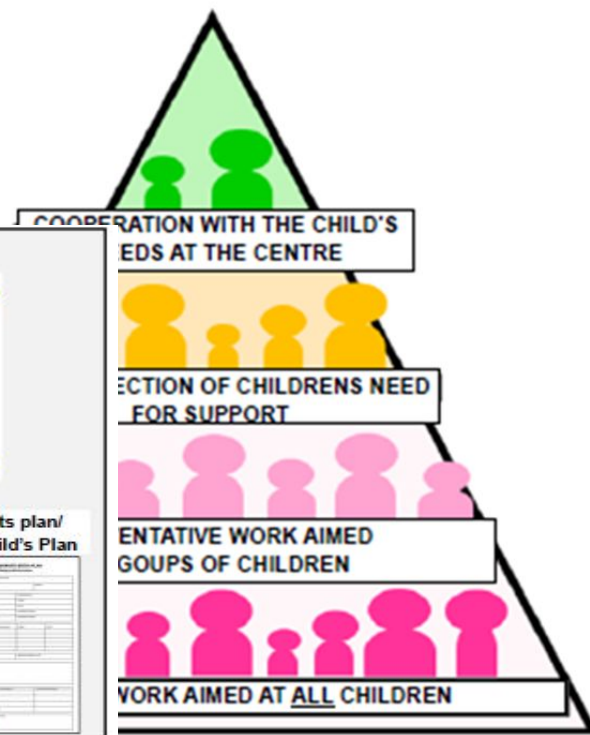 COOPERATION WITH THE CHILD'S
EDS AT THE CENTRE
ECTION OF CHILDRENS NEED
FOR SUPPORT
ts plan/
ild's Plan
ENTATIVE WORK AIMED
GOUPS OF CHILDREN
WORK AIMED AT ALL CHILDREN